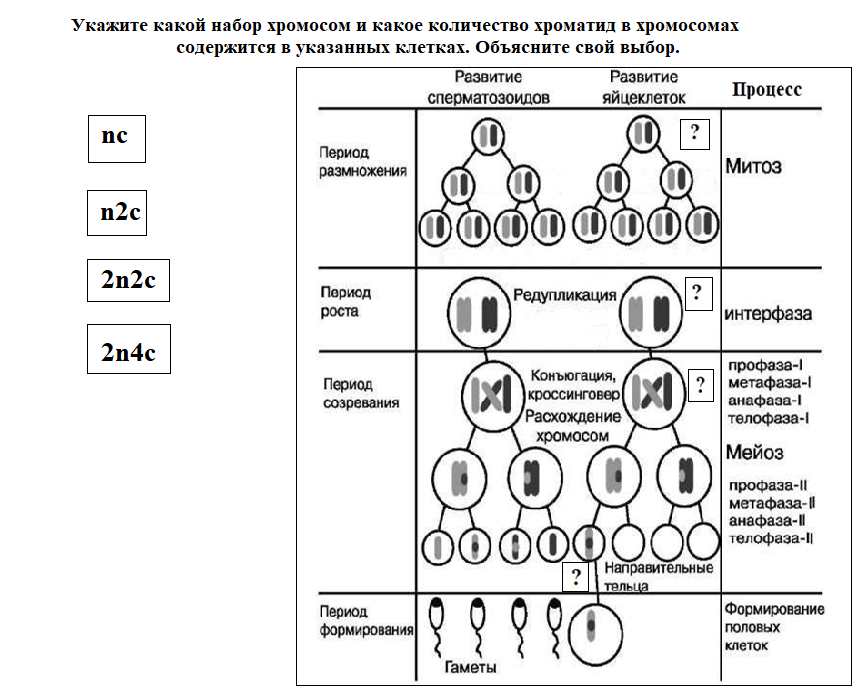 Укажите какой набор хромосом и какое количество хроматид в хромосомах
содержится в указанных клетках. Объясните свой выбор.
nc
n2c
2n2c
2n4c
Развитие
сперматозоидов
Развитие
яйцеклеток
Процесс
Период
размножения
?
Митоз
Период
роста
Редупликация
?
интерфаза
Период
созревания
Конъюгация,
кроссинговер
Расхождение
хромосом
?
профаза-I
метафаза-I
анафаза-I
телофаза-I
Мейоз
профаза-II
метафаза-II
анафаза-II
телофаза-II
?
Направительные
тельца
Период
формирования
Гаметы
Формирование
половых
клеток